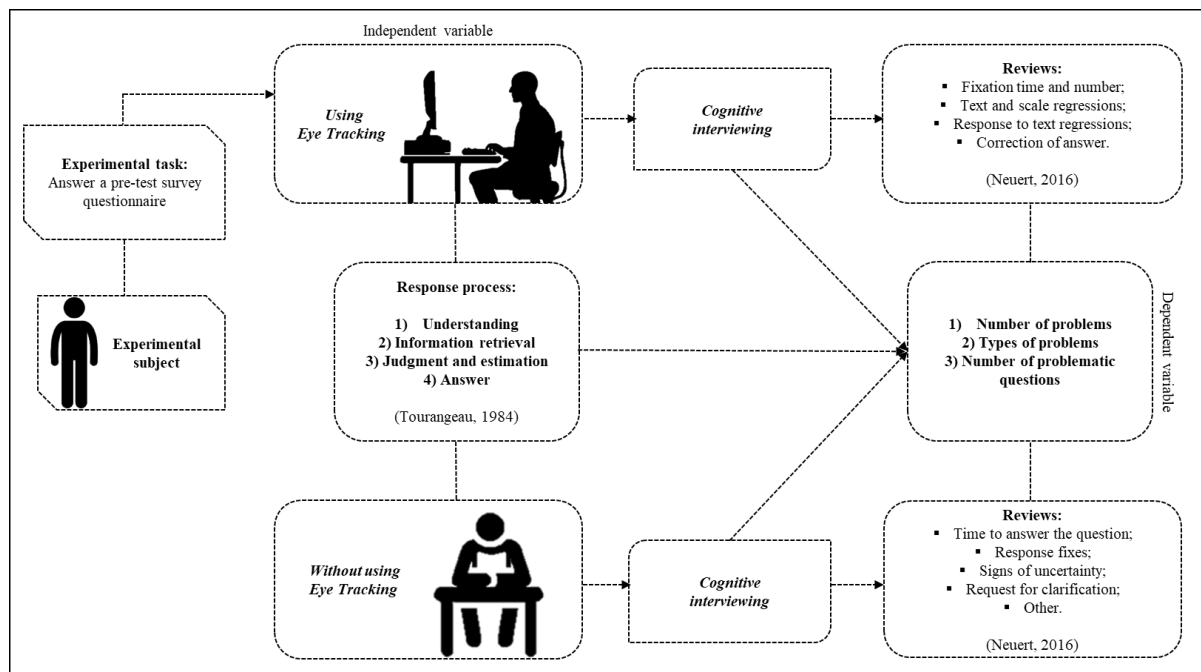 Independent variable
Using
Eye Tracking
Cognitive
interviewing
Reviews:
▪ Fixation time and number;
▪ Text and scale regressions;
▪ Response to text regressions;
▪ Correction of answer.
(Neuert, 2016)
Experimental task:
Answer a pre-test survey
questionnaire
Experimental
subject
Response process:
1) Understanding
2) Information retrieval
3) Judgment and estimation
4) Answer
(Tourangeau, 1984)
1) Number of problems
2) Types of problems
3) Number of problematic
questions
Dependent variable
Without using
Eye Tracking
Cognitive
interviewing
Reviews:
▪ Time to answer the question;
▪ Response fixes;
▪ Signs of uncertainty;
▪ Request for clarification;
▪ Other.
(Neuert, 2016)